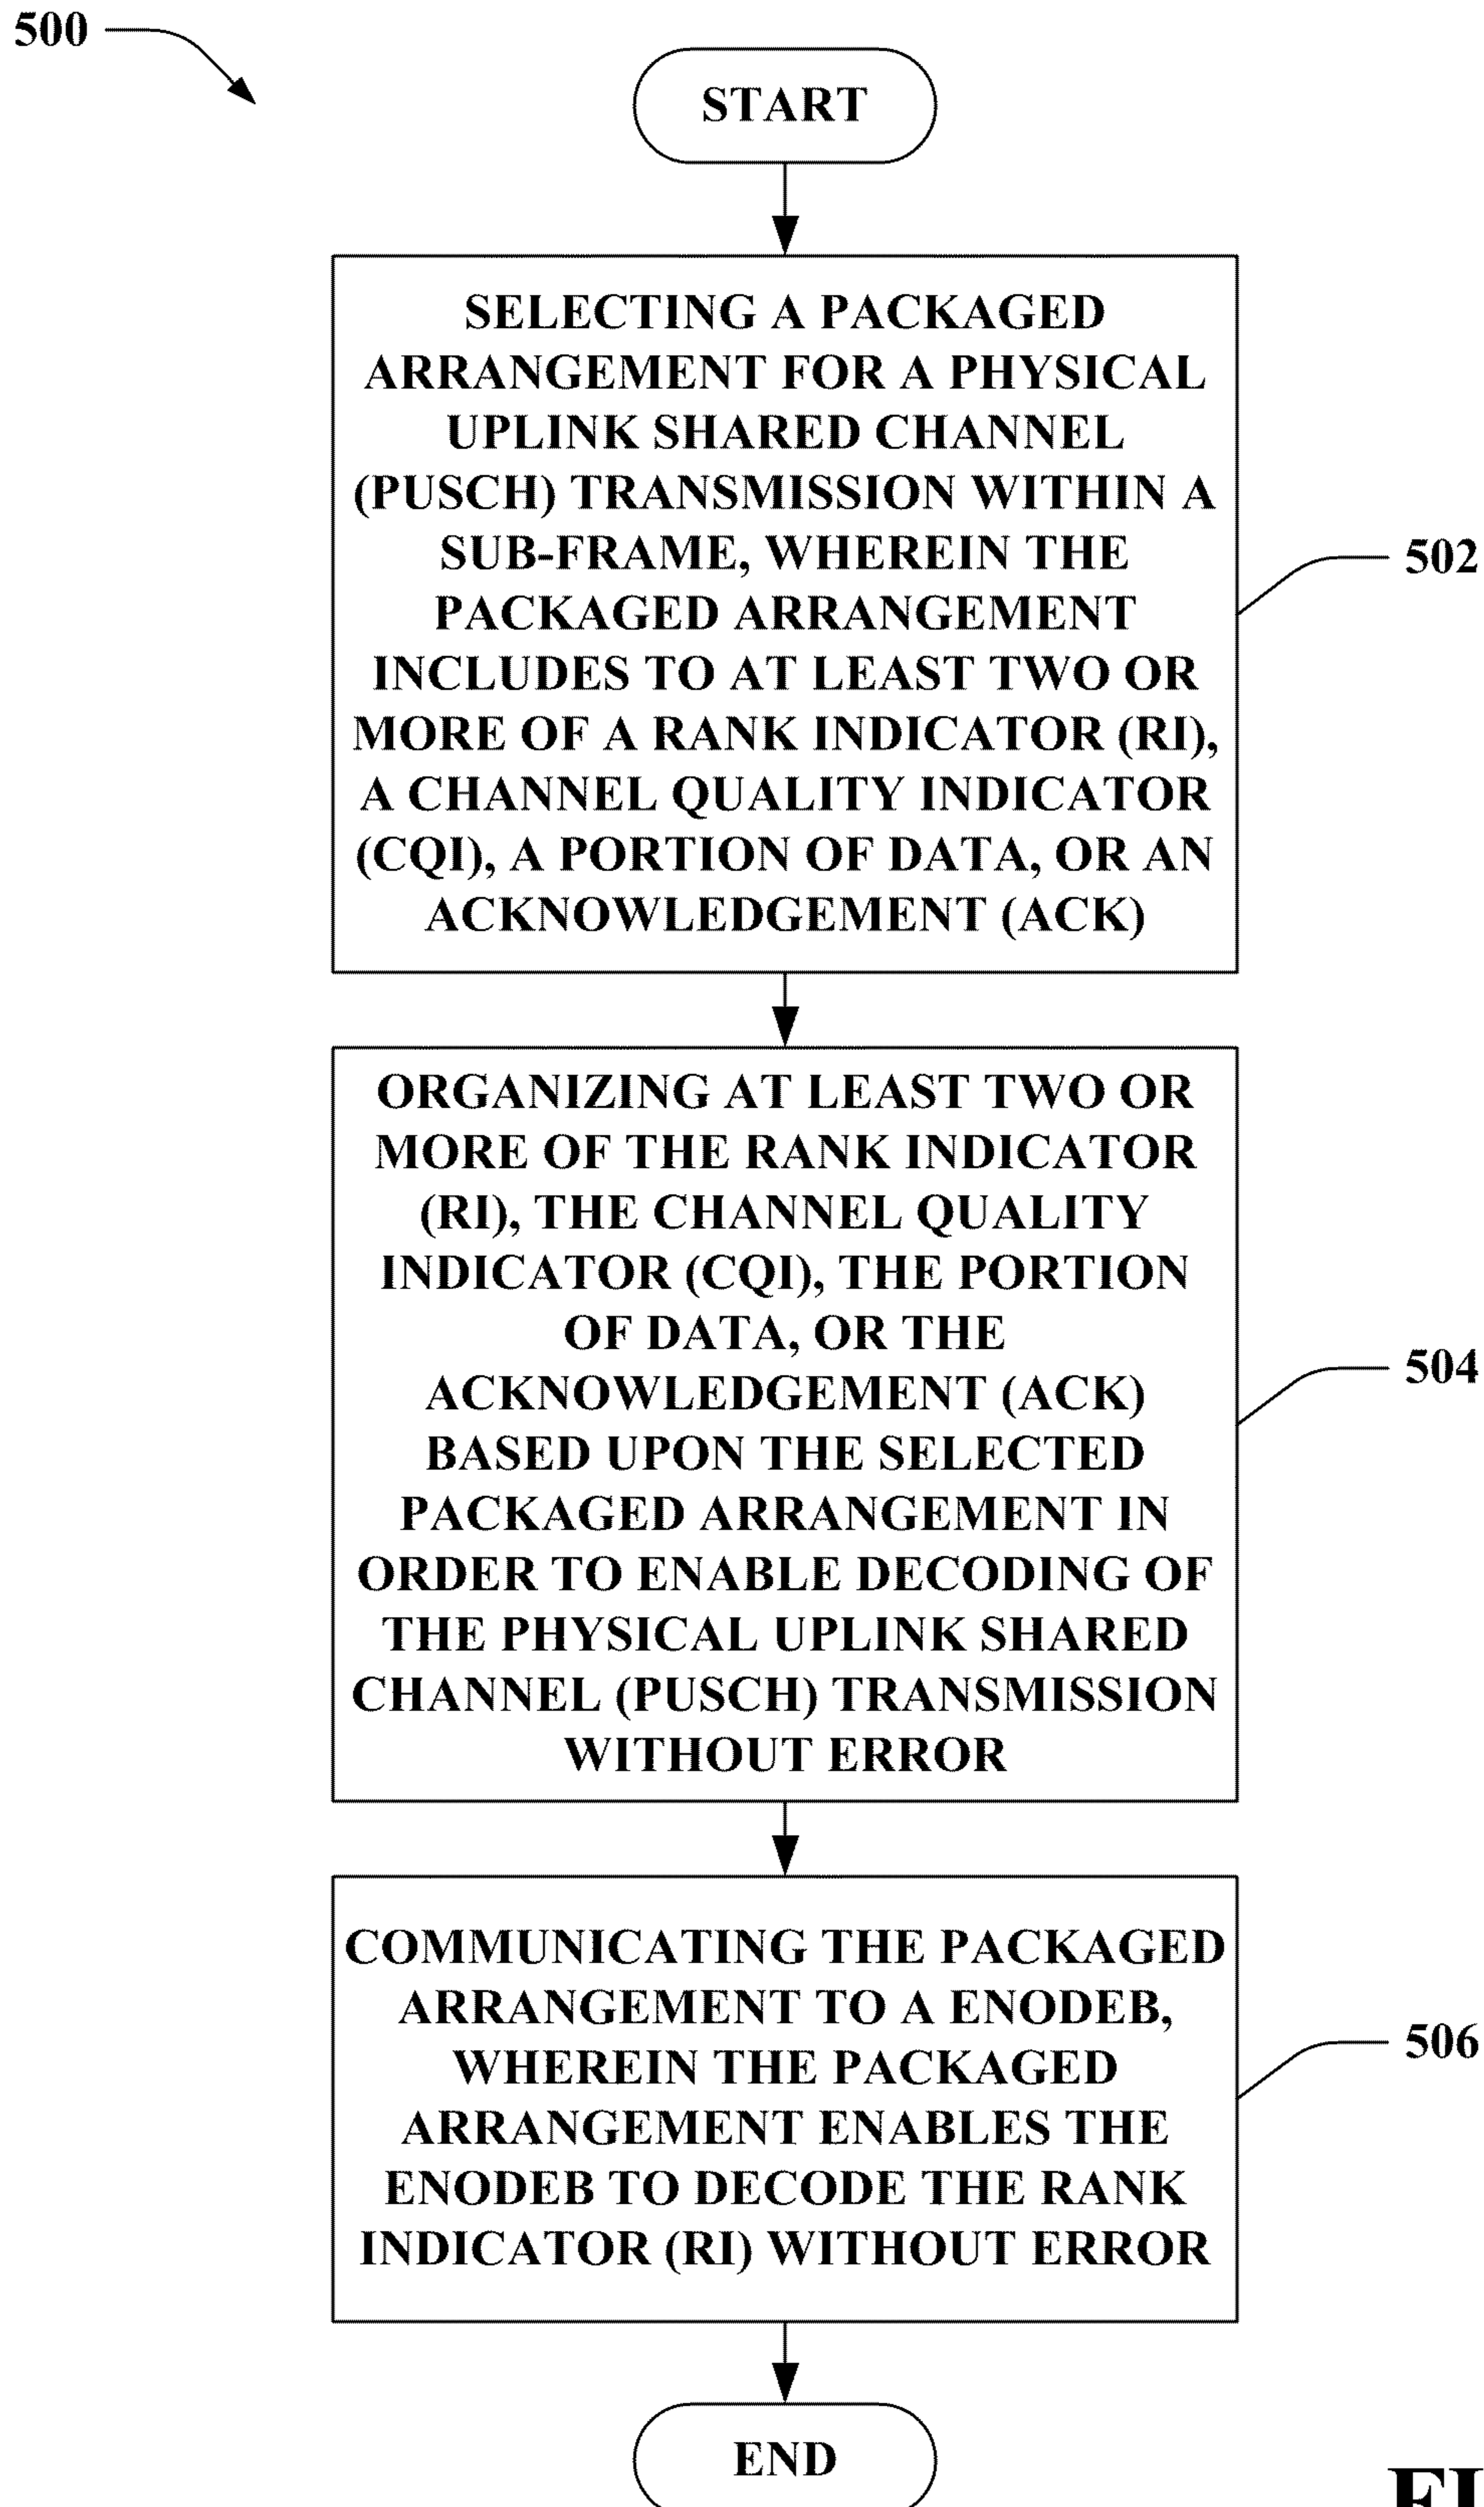 500
START
SELECTING A PACKAGED
ARRANGEMENT FOR A PHYSICAL
UPLINK SHARED CHANNEL
(PUSCH) TRANSMISSION WITHIN A
SUB-FRAME, WHEREIN THE
PACKAGED ARRANGEMENT
INCLUDES TO AT LEAST TWO OR
MORE OF A RANK INDICATOR (RI),
A CHANNEL QUALITY INDICATOR
(CQI), A PORTION OF DATA, OR AN
ACKNOWLEDGEMENT (ACK)
502
ORGANIZING AT LEAST TWO OR
MORE OF THE RANK INDICATOR
(RI), THE CHANNEL QUALITY
INDICATOR (CQI), THE PORTION
OF DATA, OR THE
ACKNOWLEDGEMENT (ACK)
BASED UPON THE SELECTED
PACKAGED ARRANGEMENT IN
ORDER TO ENABLE DECODING OF
THE PHYSICAL UPLINK SHARED
CHANNEL (PUSCH) TRANSMISSION
WITHOUT ERROR
504
COMMUNICATING THE PACKAGED
ARRANGEMENT TO A ENODEB,
WHEREIN THE PACKAGED
ARRANGEMENT ENABLES THE
ENODEB TO DECODE THE RANK
INDICATOR (RI) WITHOUT ERROR
506
END